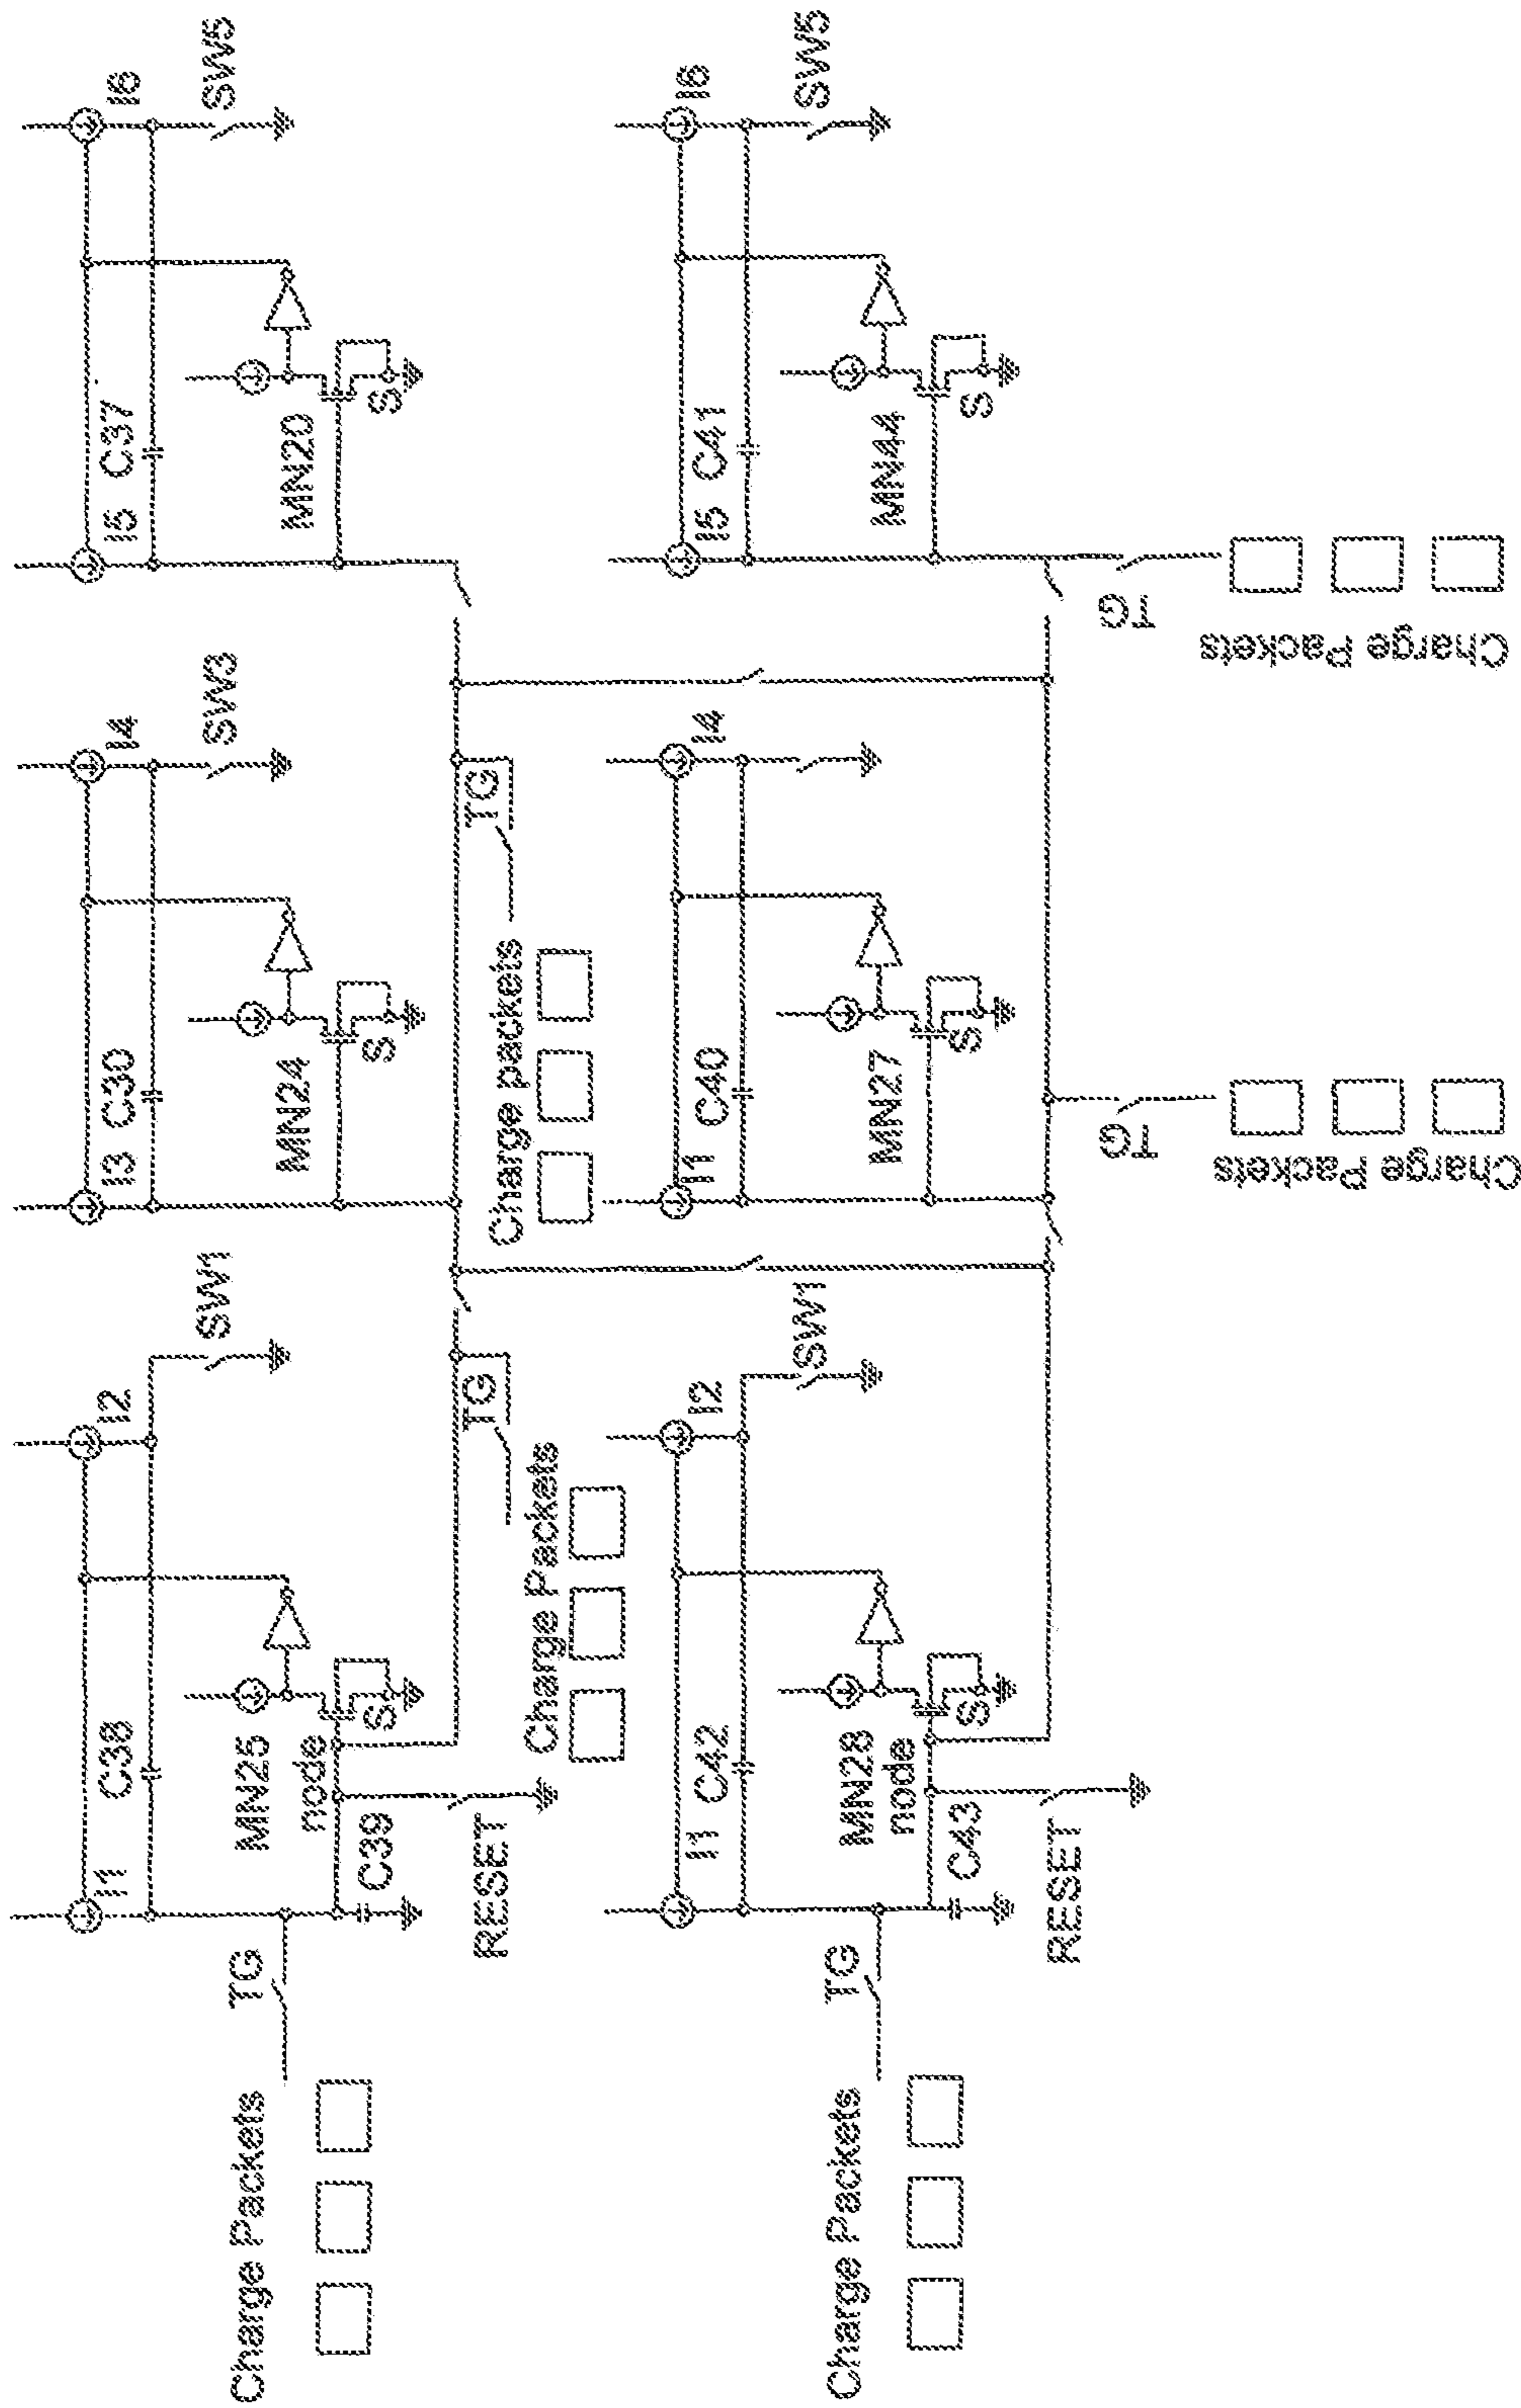 I6
SW5
I5
C37
MN20
S
I4
SW3
I3
C30
MN24
S
TG
Charge packets
I2
SW1
I1
C38
MN25
node
S
C39
RESET
TG
Charge Packets
TG
Charge Packets
I6
SW5
I5
C41
MN44
S
TG
Charge Packets
I4
I1
C40
MN27
S
TG
Charge Packets
I2
SW1
I1
C42
MN28
node
S
C43
RESET
TG
Charge Packets